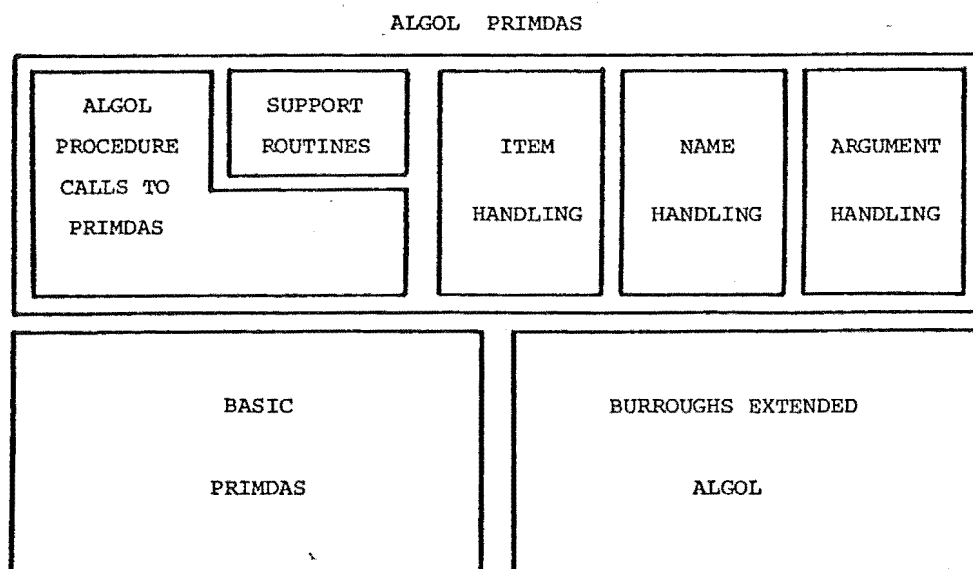 ALGOL PRIMDAS
ALGOL
PROCEDURE
CALLS TO
PRIMDAS
SUPPORT
ROUTINES
ITEM
HANDLING
NAME
HANDLING
ARGUMENT
HANDLING
BASIC
PRIMDAS
BURROUGHS EXTENDED
ALGOL